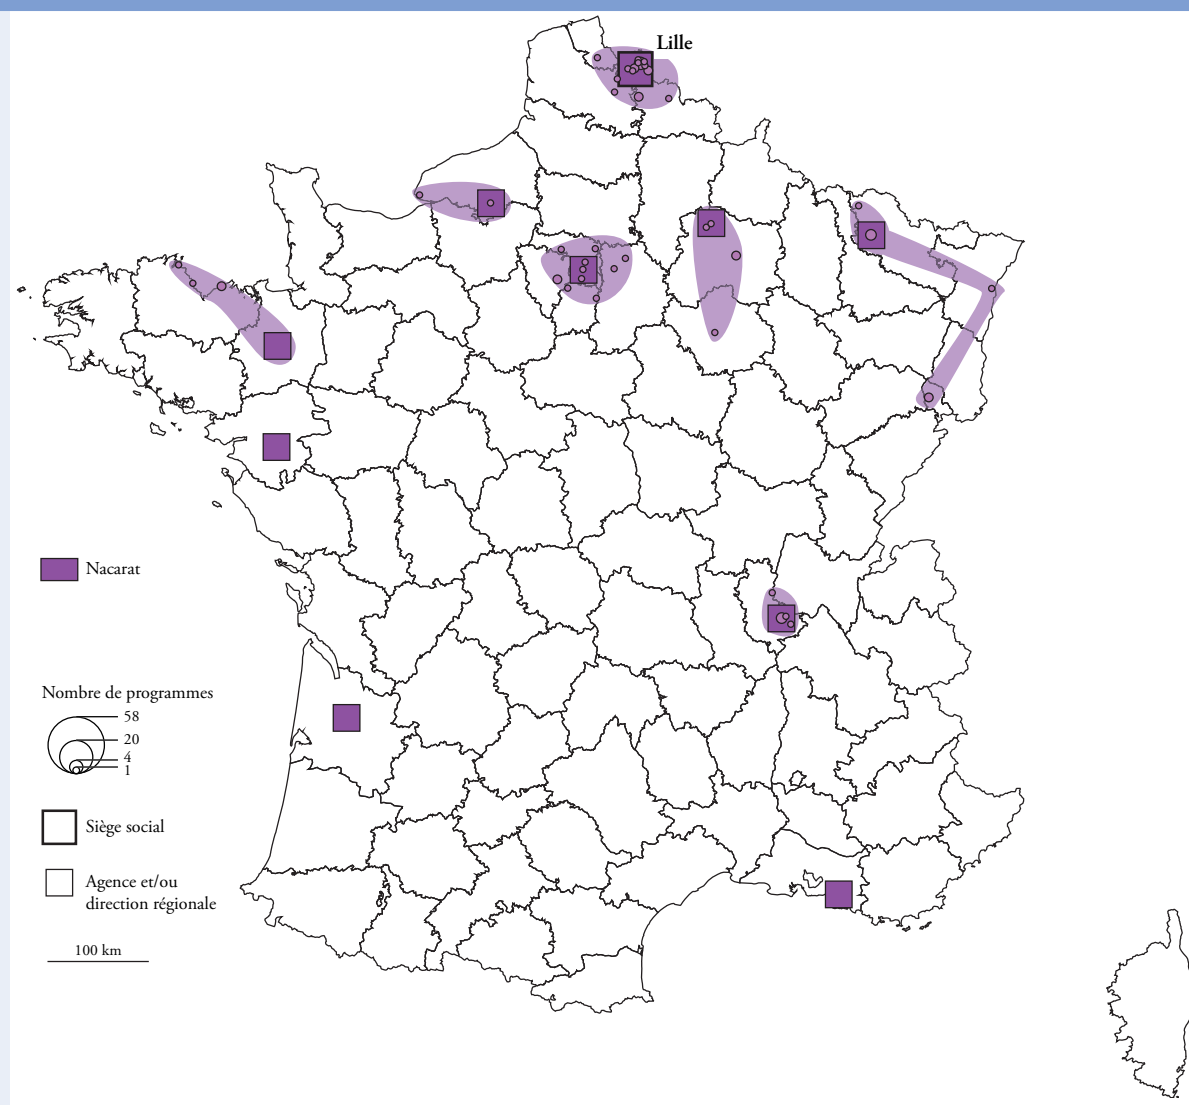 Lille
Nacarat
Nombre de programmes
58
20
4
1
Siège social
Agence et/ou
direction régionale
100 km